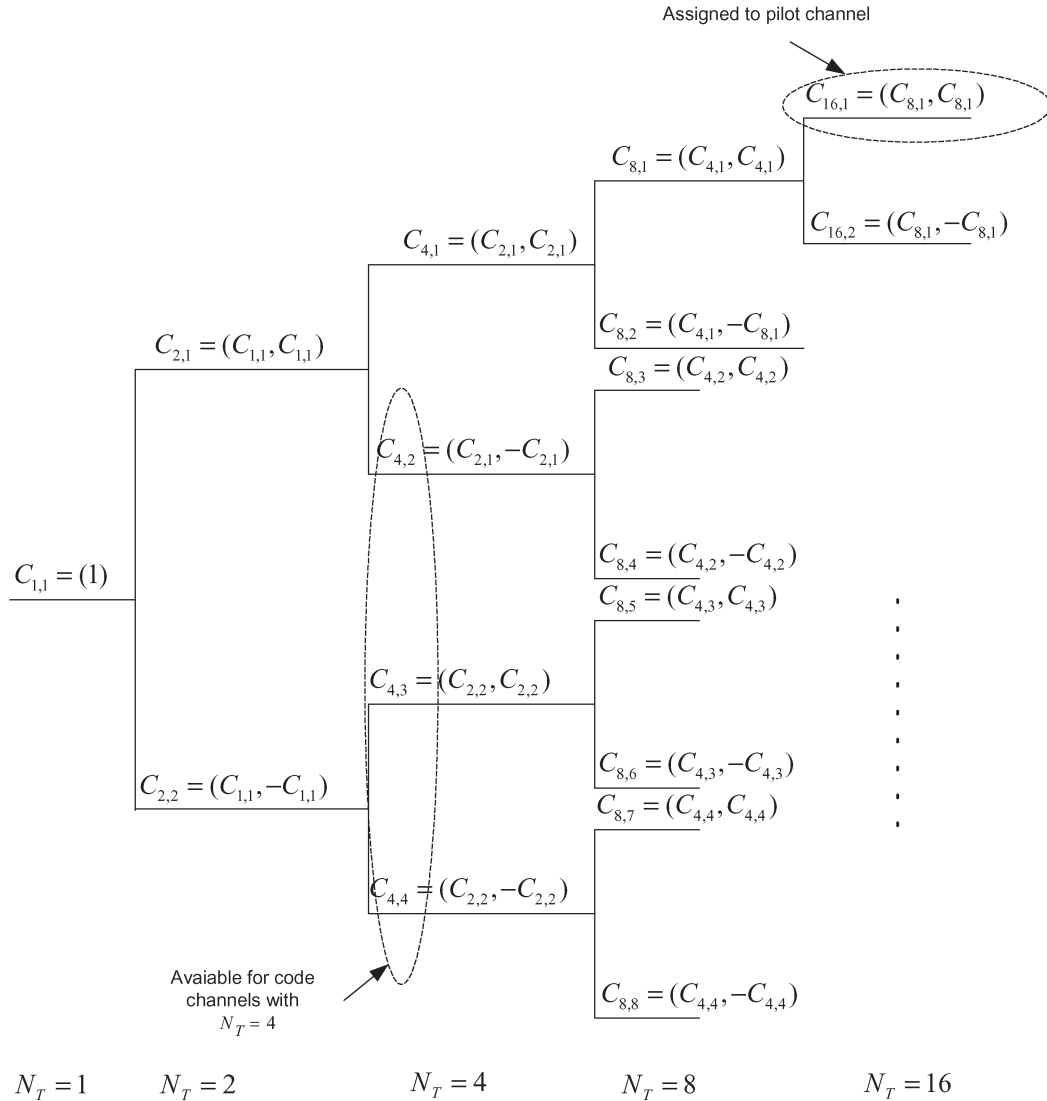 Assigned to pilot channel
C_{16,1} = (C_{8,1}, C_{8,1})
C_{8,1} = (C_{4,1}, C_{4,1})
C_{16,2} = (C_{8,1}, -C_{8,1})
C_{4,1} = (C_{2,1}, C_{2,1})
C_{8,2} = (C_{4,1}, -C_{8,1})
C_{2,1} = (C_{1,1}, C_{1,1})
C_{8,3} = (C_{4,2}, C_{4,2})
C_{4,2} = (C_{2,1}, -C_{2,1})
C_{8,4} = (C_{4,2}, -C_{4,2})
C_{1,1} = (1)
C_{8,5} = (C_{4,3}, C_{4,3})
C_{4,3} = (C_{2,2}, C_{2,2})
C_{8,6} = (C_{4,3}, -C_{4,3})
C_{2,2} = (C_{1,1}, -C_{1,1})
C_{8,7} = (C_{4,4}, C_{4,4})
C_{4,4} = (C_{2,2}, -C_{2,2})
Avaiable for code
channels with
N_T = 4
C_{8,8} = (C_{4,4}, -C_{4,4})
N_T = 1 N_T = 2 N_T = 4 N_T = 8 N_T = 16